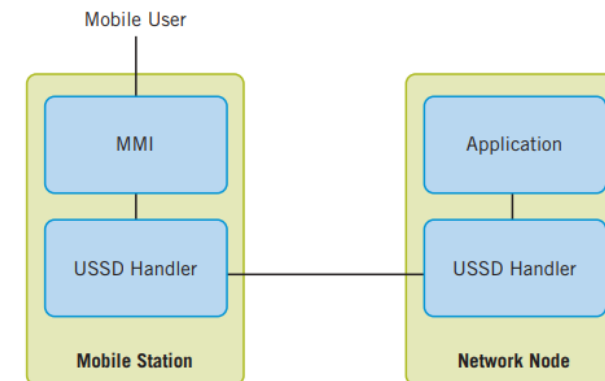 Mobile User
MMI
Application
USSD Handler
USSD Handler
Mobile Station
Network Node